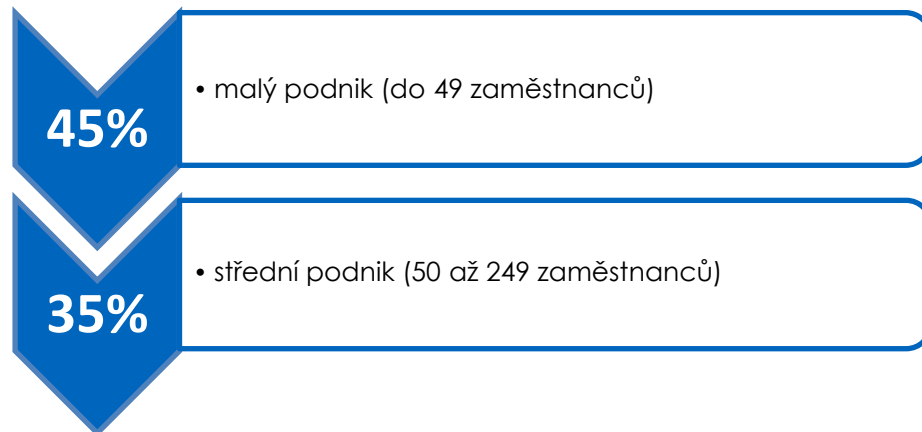 45%
• malý podnik (do 49 zaměstnanců)
35%
• střední podnik (50 až 249 zaměstnanců)